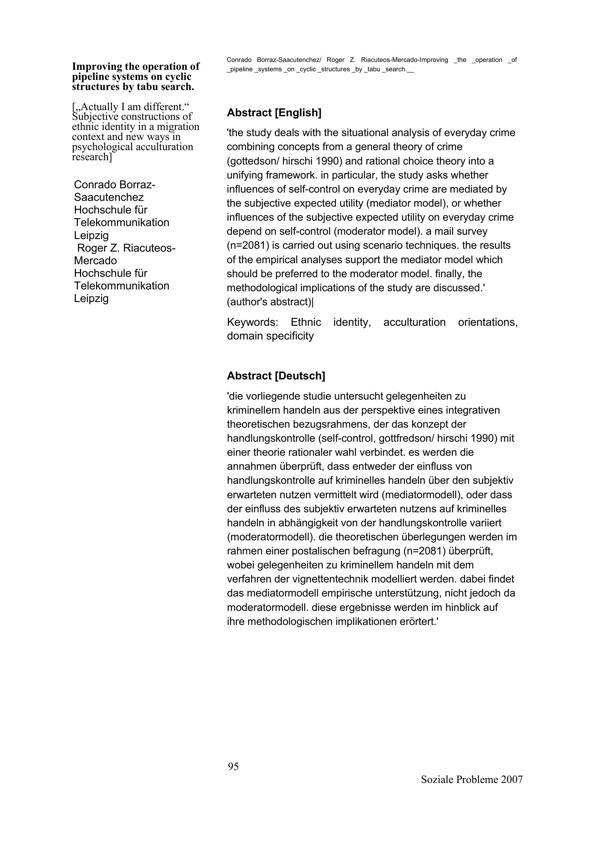 Conrado Borraz-Saacutenchez/ Roger Z. Riacuteos-Mercado-Improving _the _operation _of
_pipeline _systems _on _cyclic _structures _by _tabu _search.__
Improving the operation of
pipeline systems on cyclic
structures by tabu search.
[„Actually I am different.“
Subjective constructions of
ethnic identity in a migration
context and new ways in
psychological acculturation
research]
Conrado Borraz-
Saacutenchez
Hochschule für
Telekommunikation
Leipzig
Roger Z. Riacuteos-
Mercado
Hochschule für
Telekommunikation
Leipzig
Abstract [English]
'the study deals with the situational analysis of everyday crime
combining concepts from a general theory of crime
(gottedson/ hirschi 1990) and rational choice theory into a
unifying framework. in particular, the study asks whether
influences of self-control on everyday crime are mediated by
the subjective expected utility (mediator model), or whether
influences of the subjective expected utility on everyday crime
depend on self-control (moderator model). a mail survey
(n=2081) is carried out using scenario techniques. the results
of the empirical analyses support the mediator model which
should be preferred to the moderator model. finally, the
methodological implications of the study are discussed.'
(author's abstract)|
Keywords: Ethnic identity, acculturation orientations,
domain specificity
Abstract [Deutsch]
'die vorliegende studie untersucht gelegenheiten zu
kriminellem handeln aus der perspektive eines integrativen
theoretischen bezugsrahmens, der das konzept der
handlungskontrolle (self-control, gottfredson/ hirschi 1990) mit
einer theorie rationaler wahl verbindet. es werden die
annahmen überprüft, dass entweder der einfluss von
handlungskontrolle auf kriminelles handeln über den subjektiv
erwarteten nutzen vermittelt wird (mediatormodell), oder dass
der einfluss des subjektiv erwarteten nutzens auf kriminelles
handeln in abhängigkeit von der handlungskontrolle variiert
(moderatormodell). die theoretischen überlegungen werden im
rahmen einer postalischen befragung (n=2081) überprüft,
wobei gelegenheiten zu kriminellem handeln mit dem
verfahren der vignettentechnik modelliert werden. dabei findet
das mediatormodell empirische unterstützung, nicht jedoch da
moderatormodell. diese ergebnisse werden im hinblick auf
ihre methodologischen implikationen erörtert.'
95
Soziale Probleme 2007